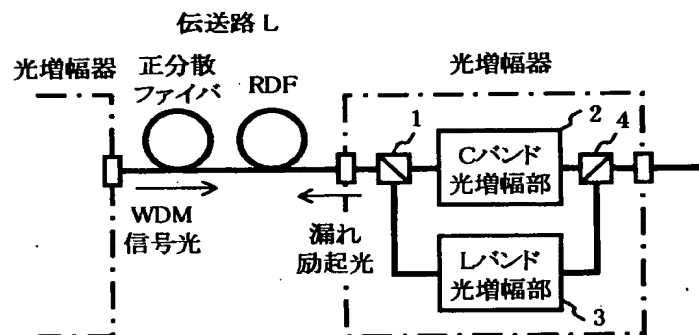 伝送路 L
光増幅器
正分散
ファイバ
RDF
光増幅器
1
2
4
Cバンド
光増幅部
WDM
信号光
漏れ
励起光
Lバンド
光増幅部
3